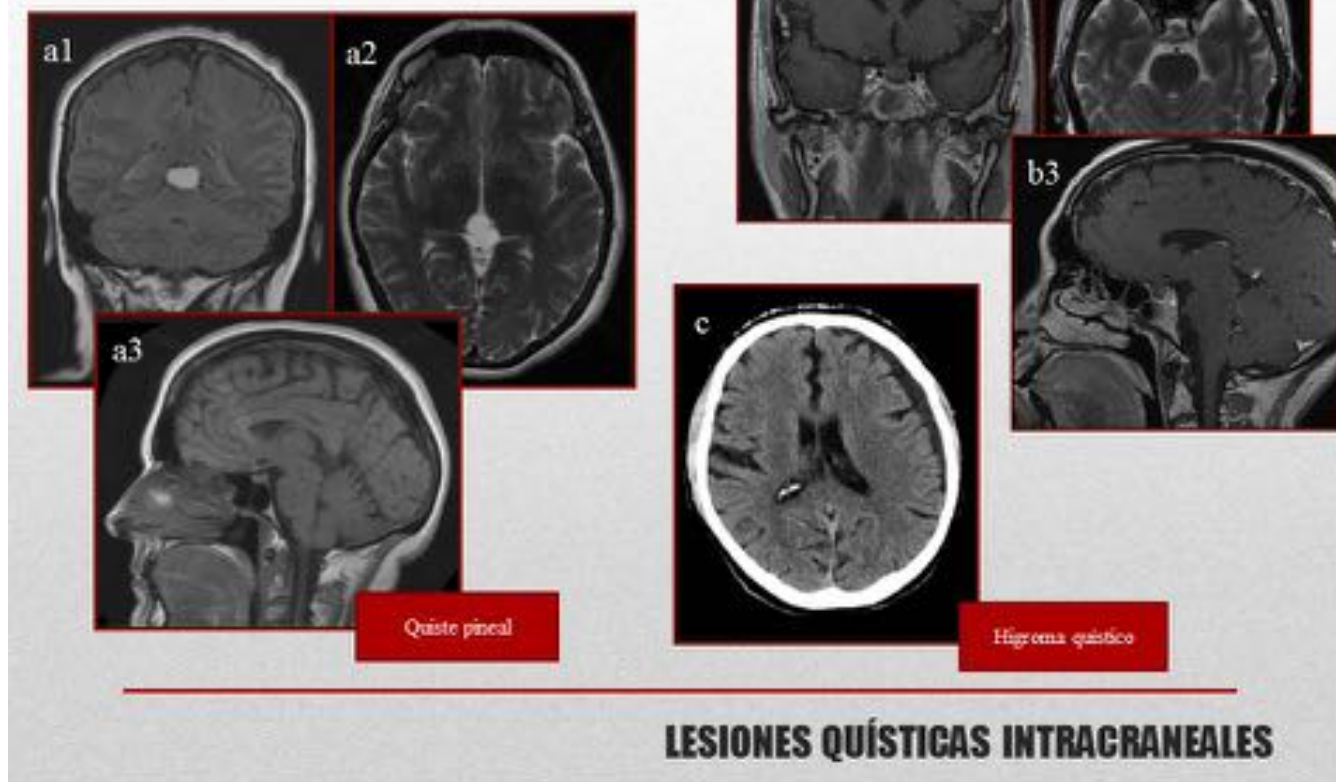 a1
a2
b3
a3
c
Quiste pineal
Higroma quístico
LESIONES QUÍSTICAS INTRACRANEALES